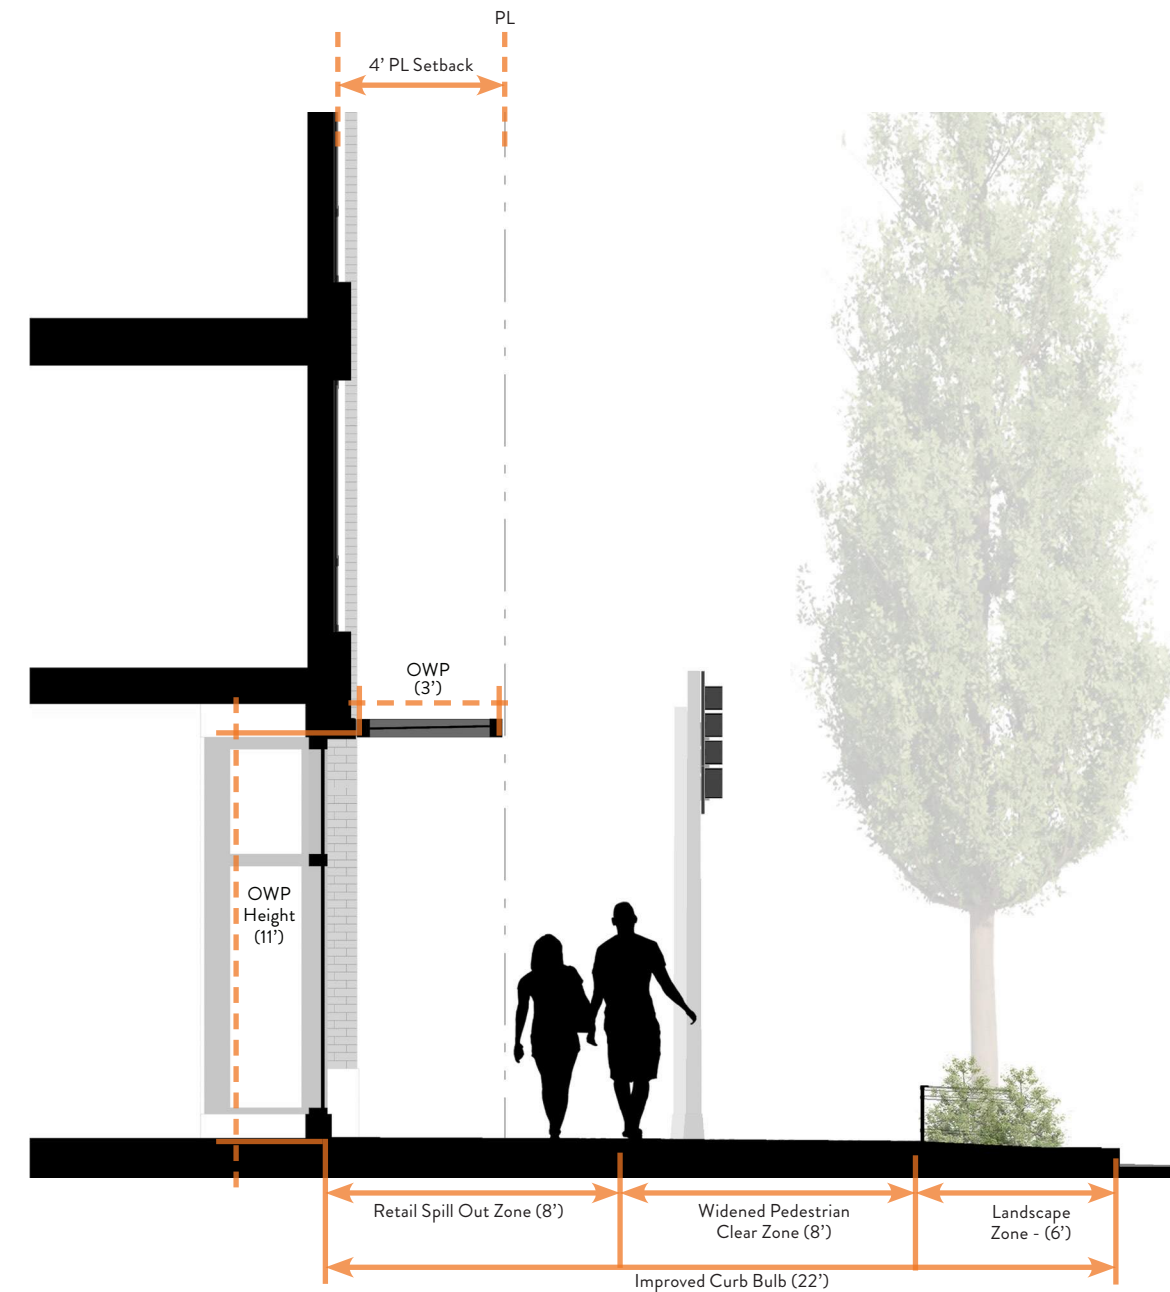 PL
4’ PL Setback
OWP
(3’)
OWP
Height
(11’)
Retail Spill Out Zone (8’)
Widened Pedestrian
Clear Zone (8’)
Landscape
Zone - (6’)
Improved Curb Bulb (22’)